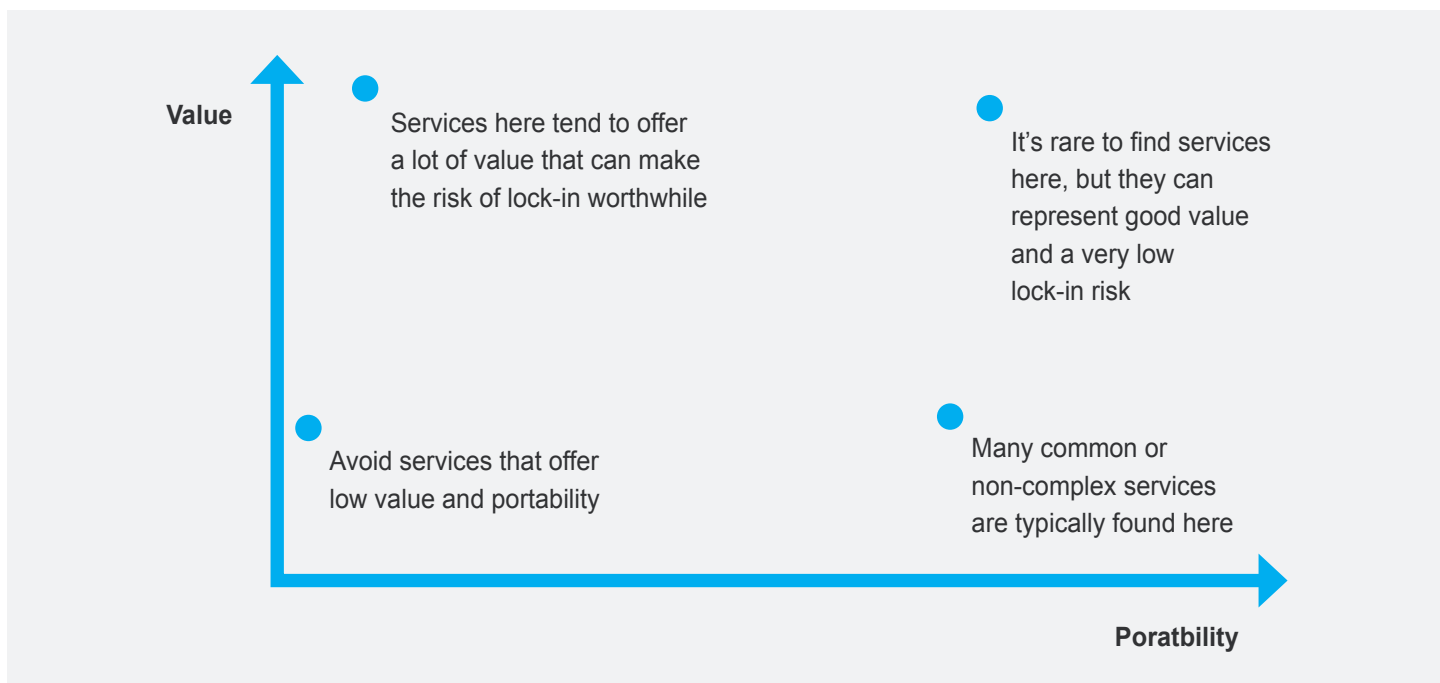 Value
Services here tend to offer
a lot of value that can make
the risk of lock-in worthwhile
It’s rare to find services
here, but they can
represent good value
and a very low
lock-in risk
Avoid services that offer
low value and portability
Many common or
non-complex services
are typically found here
Poratbility